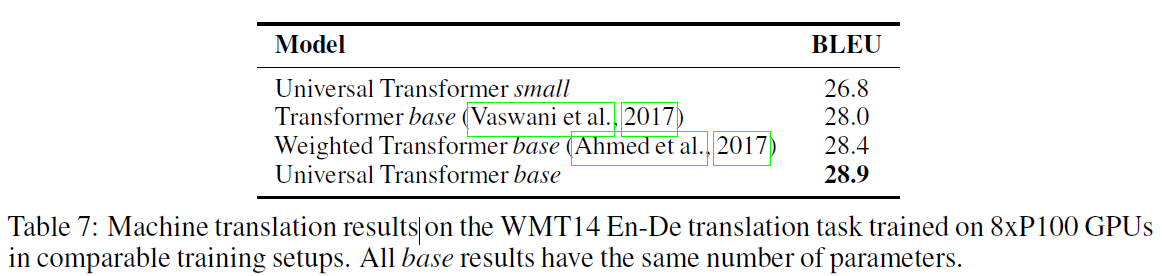 Model BLEU
Universal Transformer small 26.8
Transformer base (Vaswani et al., 2017) 28.0
Weighted Transformer base (Ahmed et al., 2017) 28.4
Universal Transformer base 28.9
Table 7: Machine translation results on the WMT14 En-De translation task trained on 8xP100 GPUs
in comparable training setups. All base results have the same number of parameters.